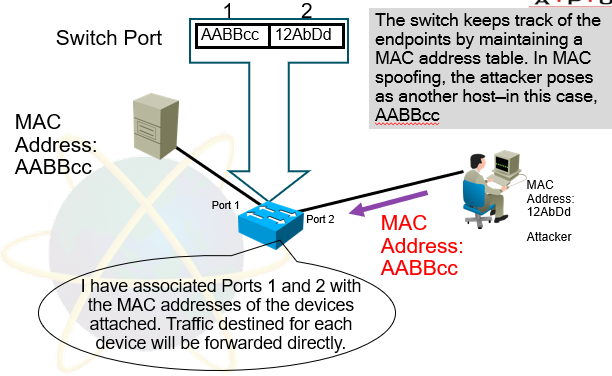 1 2
Switch Port
AABBcc 12AbDd
The switch keeps track of the
endpoints by maintaining a
MAC address table. In MAC
spoofing, the attacker poses
as another host–in this case,
AABBcc
MAC
Address:
AABBcc
Port 1
Port 2
MAC
Address:
12AbDd
Attacker
MAC
Address:
AABBcc
I have associated Ports 1 and 2 with
the MAC addresses of the devices
attached. Traffic destined for each
device will be forwarded directly.